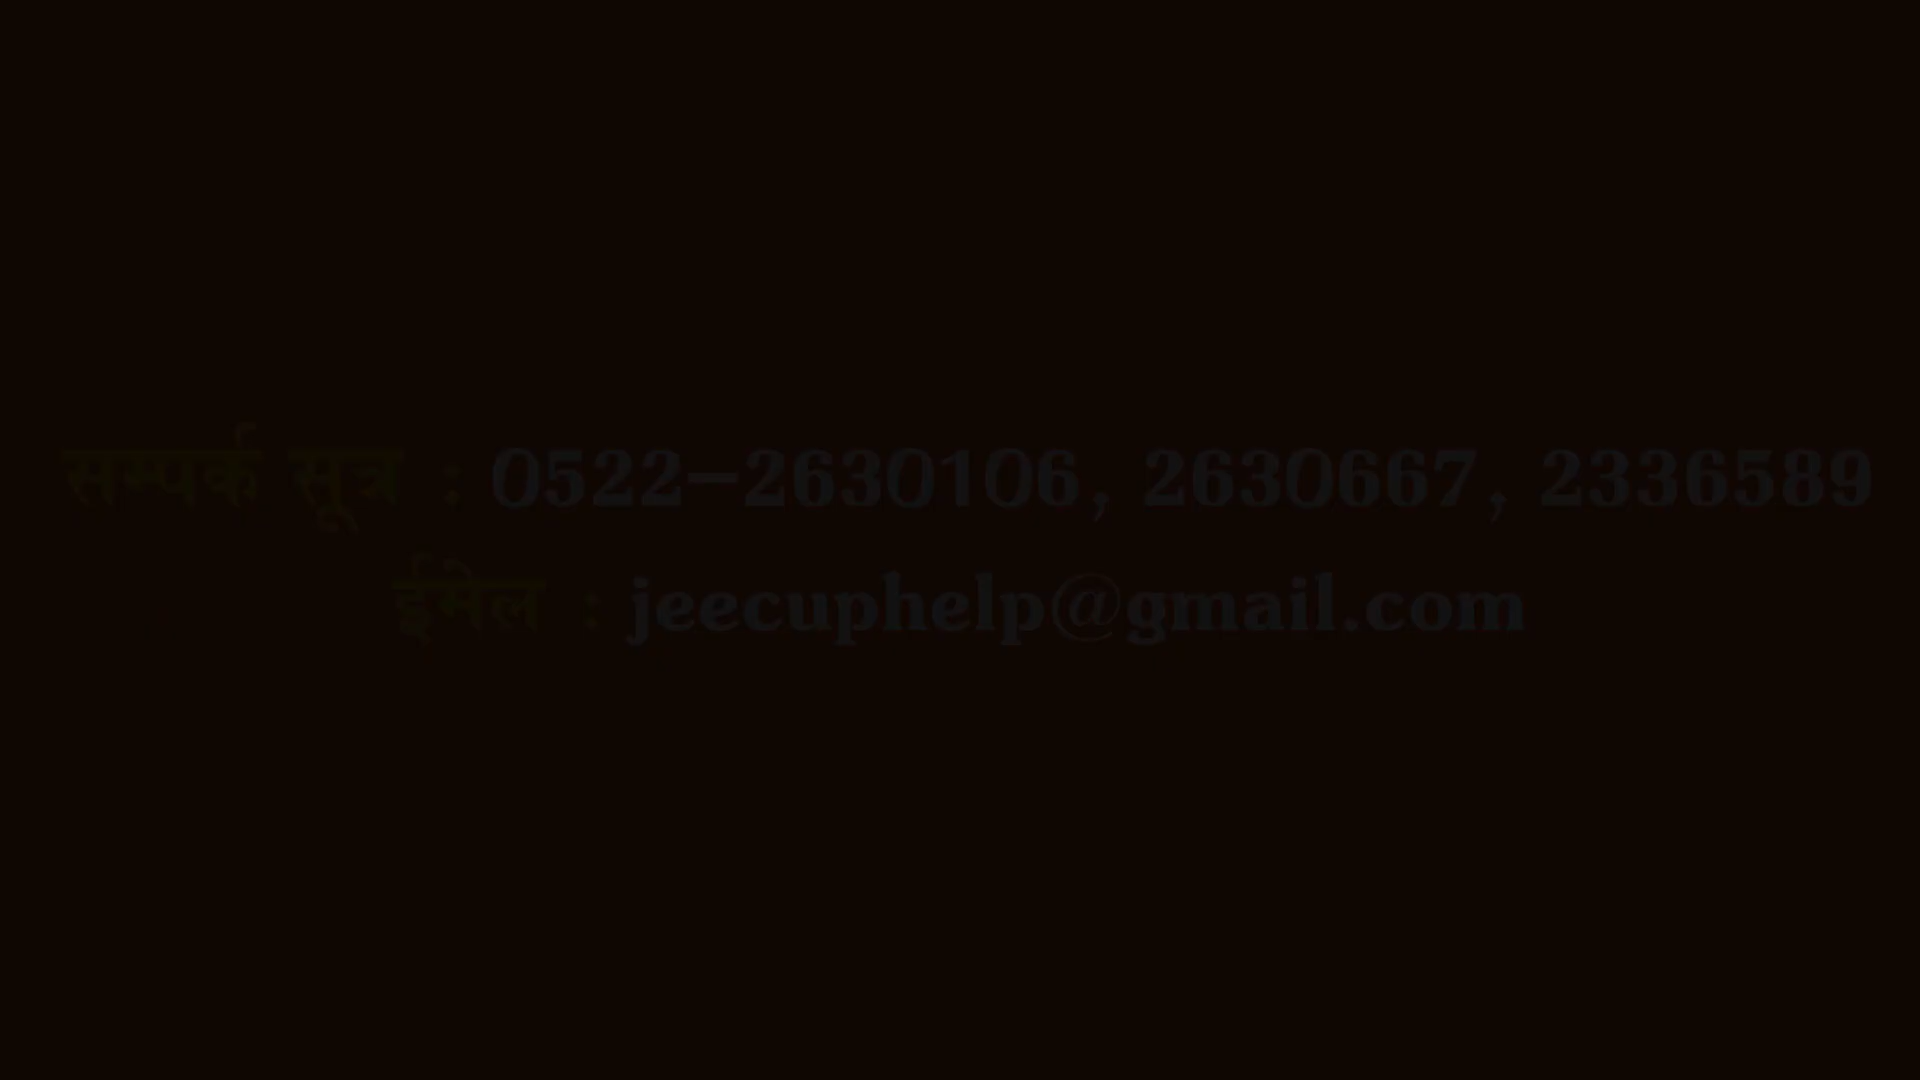 सम्पर्क सूत्र : 0522–2630106, 2630667, 2336589
ईमेल : jeecuphelp@gmail.com